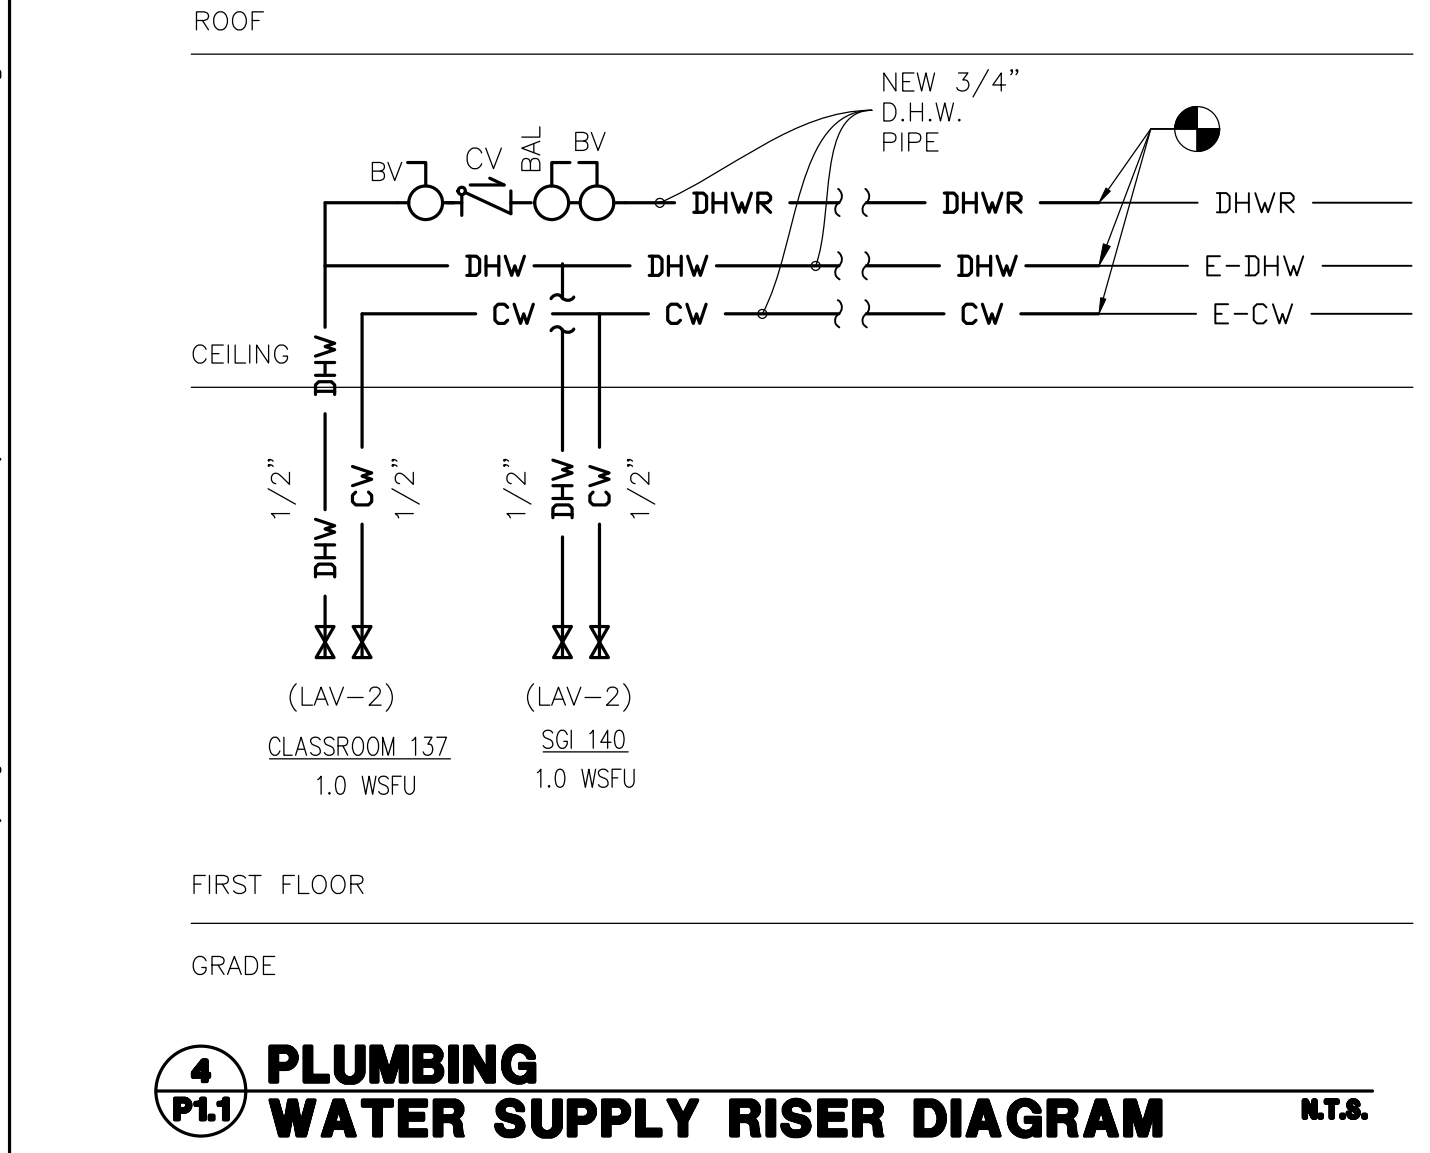 ROOF
NEW 3/4"
D.H.W.
PIPE
BV
CV
BAL
BV
DHWR
DHWR
DHWR
DHW
DHW
DHW
E-DHW
CW
CW
CW
E-CW
CEILING
DHW
1/2"
DHW
CW
1/2"
1/2"
DHW
CW
1/2"
(LAV-2)
(LAV-2)
CLASSROOM 137
SGI 140
1.0 WSFU
1.0 WSFU
FIRST FLOOR
GRADE
4
P1.1
PLUMBING
WATER SUPPLY RISER DIAGRAM
N.T.S.